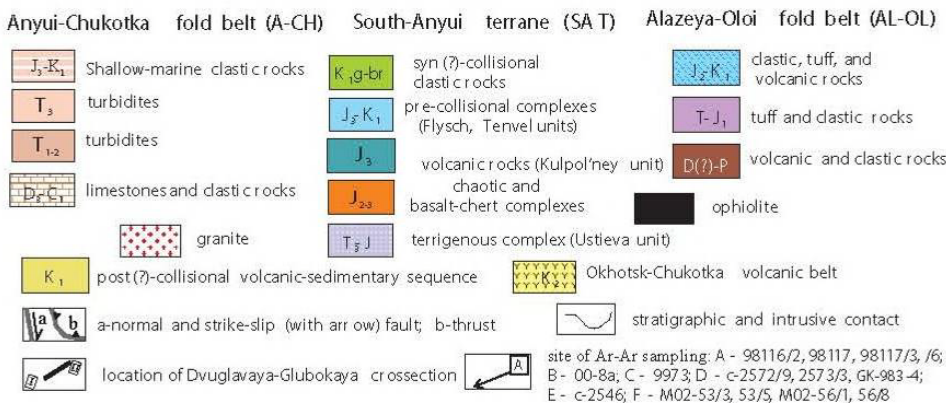 Anyui-Chukotka fold belt (A-CH) South-Anyui terrane (SAT) Alazeya-Oloi fold belt (AL-OL)
J3-K1 Shallow-marine clastic rocks
T3 turbidites
T1-2 turbidites
D3-C1 limestones and clastic rocks
K1g-br syn (?)-collisional
clastic rocks
J3-K1 pre-collisional complexes
(Flysch, Tenvel units)
J3 volcanic rocks (Kulpol'ney unit)
J2-3 chaotic and
basalt-chert complexes
T3-J terrigenous complex (Ustieva unit)
J2-K1 clastic, tuff, and
volcanic rocks
T-J1 tuff and clastic rocks
D(?)-P volcanic and clastic rocks
ophiolite
granite
K1 post (?)-collisional volcanic-sedimentary sequence
K2 Okhotsk-Chukotka volcanic belt
a b a-normal and strike-slip (with arrow) fault; b-thrust
stratigraphic and intrusive contact
location of Dvuglavaya-Glubokaya crossection
A site of Ar-Ar sampling: A - 98116/2, 98117, 98117/3, /6;
B - 00-8a; C - 9973; D - c-2572/9, 2573/3, GK-983-4;
E - c-2546; F - M02-53/3, 53/5, M02-56/1, 56/8